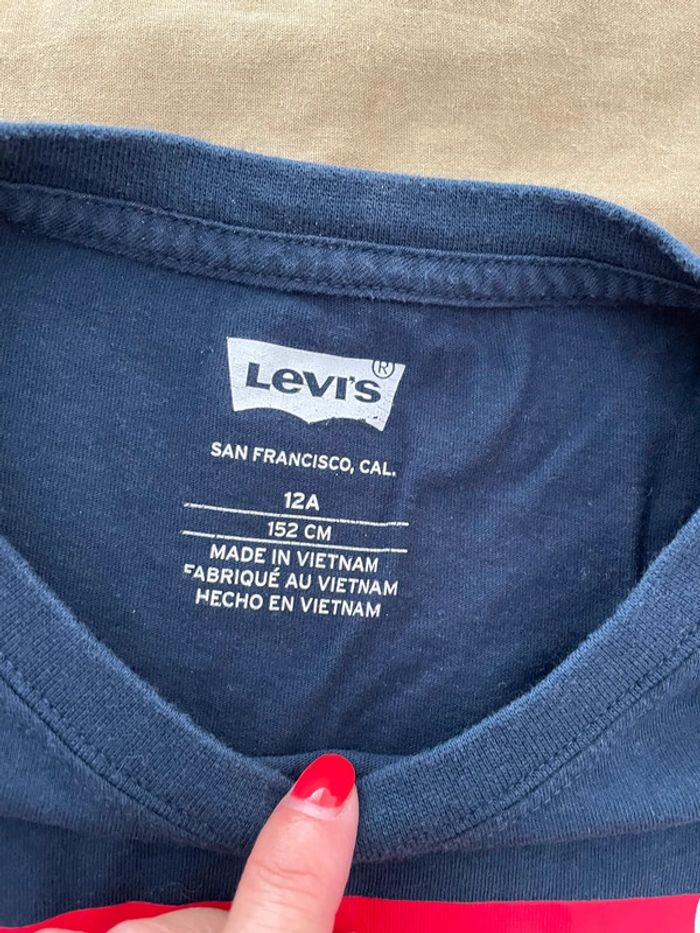 Levi's ®
SAN FRANCISCO, CAL.
12A
152 CM
MADE IN VIETNAM
FABRIQUÉ AU VIETNAM
HECHO EN VIETNAM